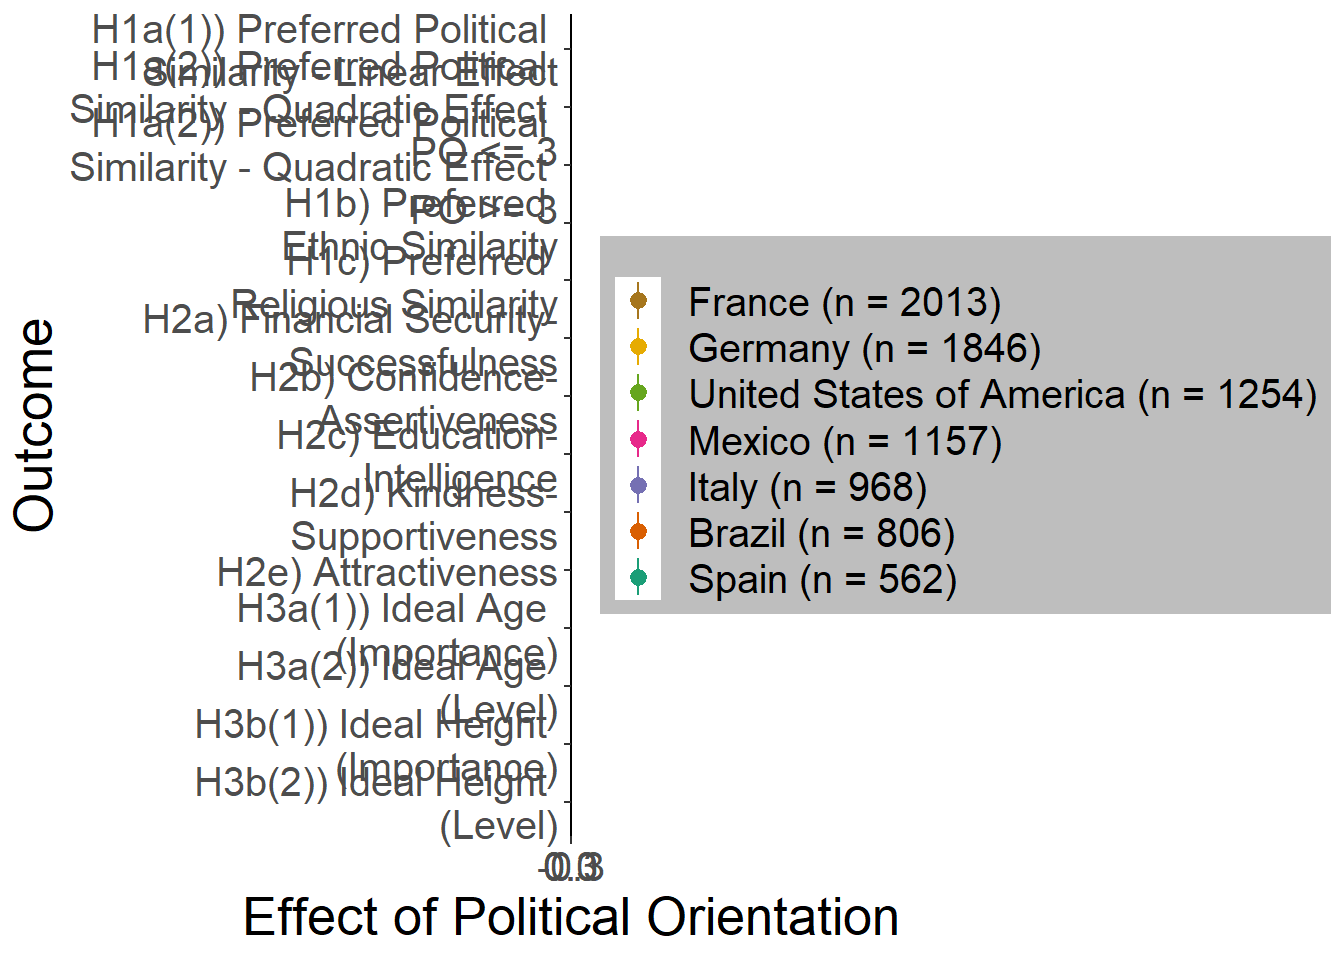 H1a(1)) Preferred Political
Similarity - Linear Effect
H1a(2)) Preferred Political
Similarity - Quadratic Effect
PO <= 3
H1a(2)) Preferred Political
Similarity - Quadratic Effect
PO >= 3
H1b) Preferred
Ethnic Similarity
H1c) Preferred
Religious Similarity
H2a) Financial Security-
Successfulness
H2b) Confidence-
Assertiveness
H2c) Education-
Intelligence
H2d) Kindness-
Supportiveness
H2e) Attractiveness
H3a(1)) Ideal Age
(Importance)
H3a(2)) Ideal Age
(Level)
H3b(1)) Ideal Height
(Importance)
H3b(2)) Ideal Height
(Level)
Outcome
Effect of Political Orientation
France (n = 2013)
Germany (n = 1846)
United States of America (n = 1254)
Mexico (n = 1157)
Italy (n = 968)
Brazil (n = 806)
Spain (n = 562)